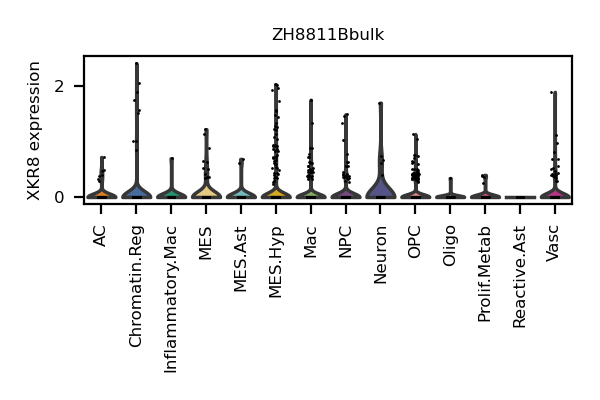 ZH8811Bbulk
XKR8 expression
2
0
AC
Chromatin.Reg
Inflammatory.Mac
MES
MES.Ast
MES.Hyp
Mac
NPC
Neuron
OPC
Oligo
Prolif.Metab
Reactive.Ast
Vasc